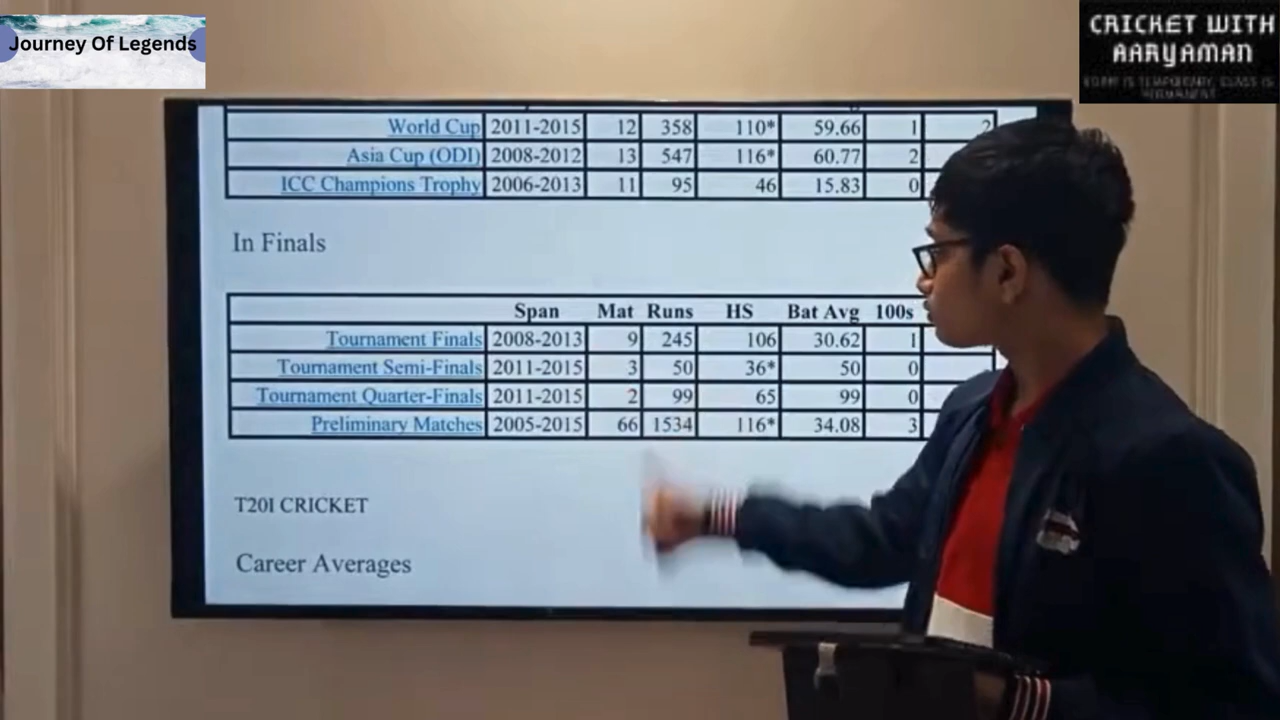 Journey Of Legends
CRICKET WITH
AARYAMAN
World Cup 2011-2015 12 358 110* 59.66 1 2
Asia Cup (ODI) 2008-2012 13 547 116* 60.77 2
ICC Champions Trophy 2006-2013 11 95 46 15.83 0
In Finals
Span Mat Runs HS Bat Avg 100s
Tournament Finals 2008-2013 9 245 106 30.62 1
Tournament Semi-Finals 2011-2015 3 50 36* 50 0
Tournament Quarter-Finals 2011-2015 2 99 65 99 0
Preliminary Matches 2005-2015 66 1534 116* 34.08 3
T20I CRICKET
Career Averages